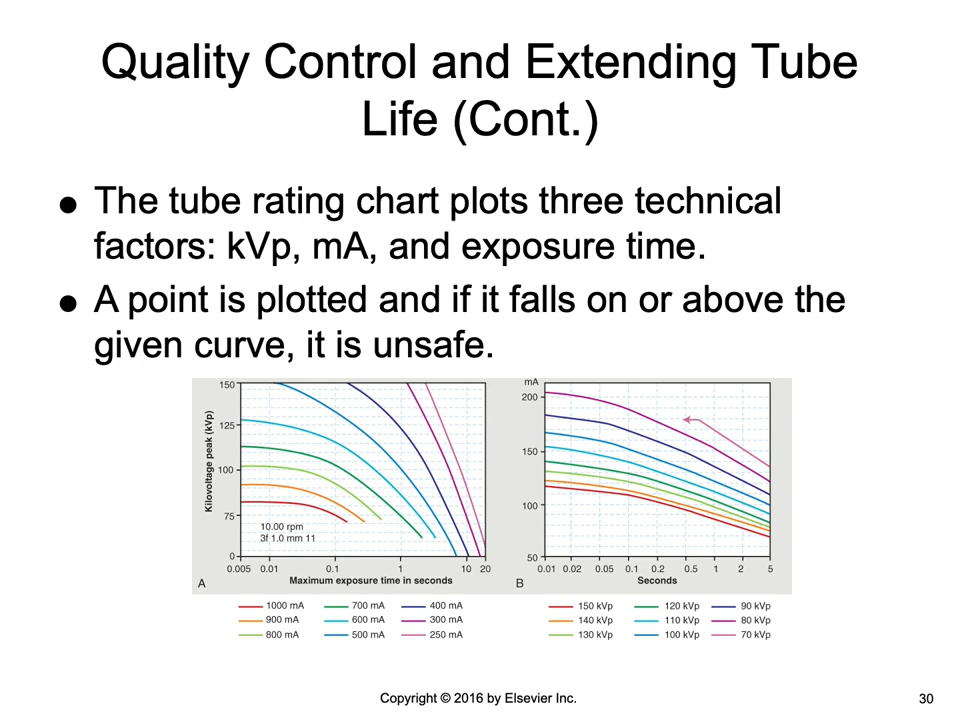 Quality Control and Extending Tube
Life (Cont.)
● The tube rating chart plots three technical
factors: kVp, mA, and exposure time.
● A point is plotted and if it falls on or above the
given curve, it is unsafe.
150
125
100
75
0
Kilovoltage peak (kVp)
10.00 rpm
3f 1.0 mm 11
0.005 0.01 0.1 1 10 20
A Maximum exposure time in seconds
1000 mA 700 mA 400 mA
900 mA 600 mA 300 mA
800 mA 500 mA 250 mA
mA
200
150
100
50
0.01 0.02 0.05 0.1 0.2 0.5 1 2 5
B Seconds
150 kVp 120 kVp 90 kVp
140 kVp 110 kVp 80 kVp
130 kVp 100 kVp 70 kVp
Copyright © 2016 by Elsevier Inc. 30